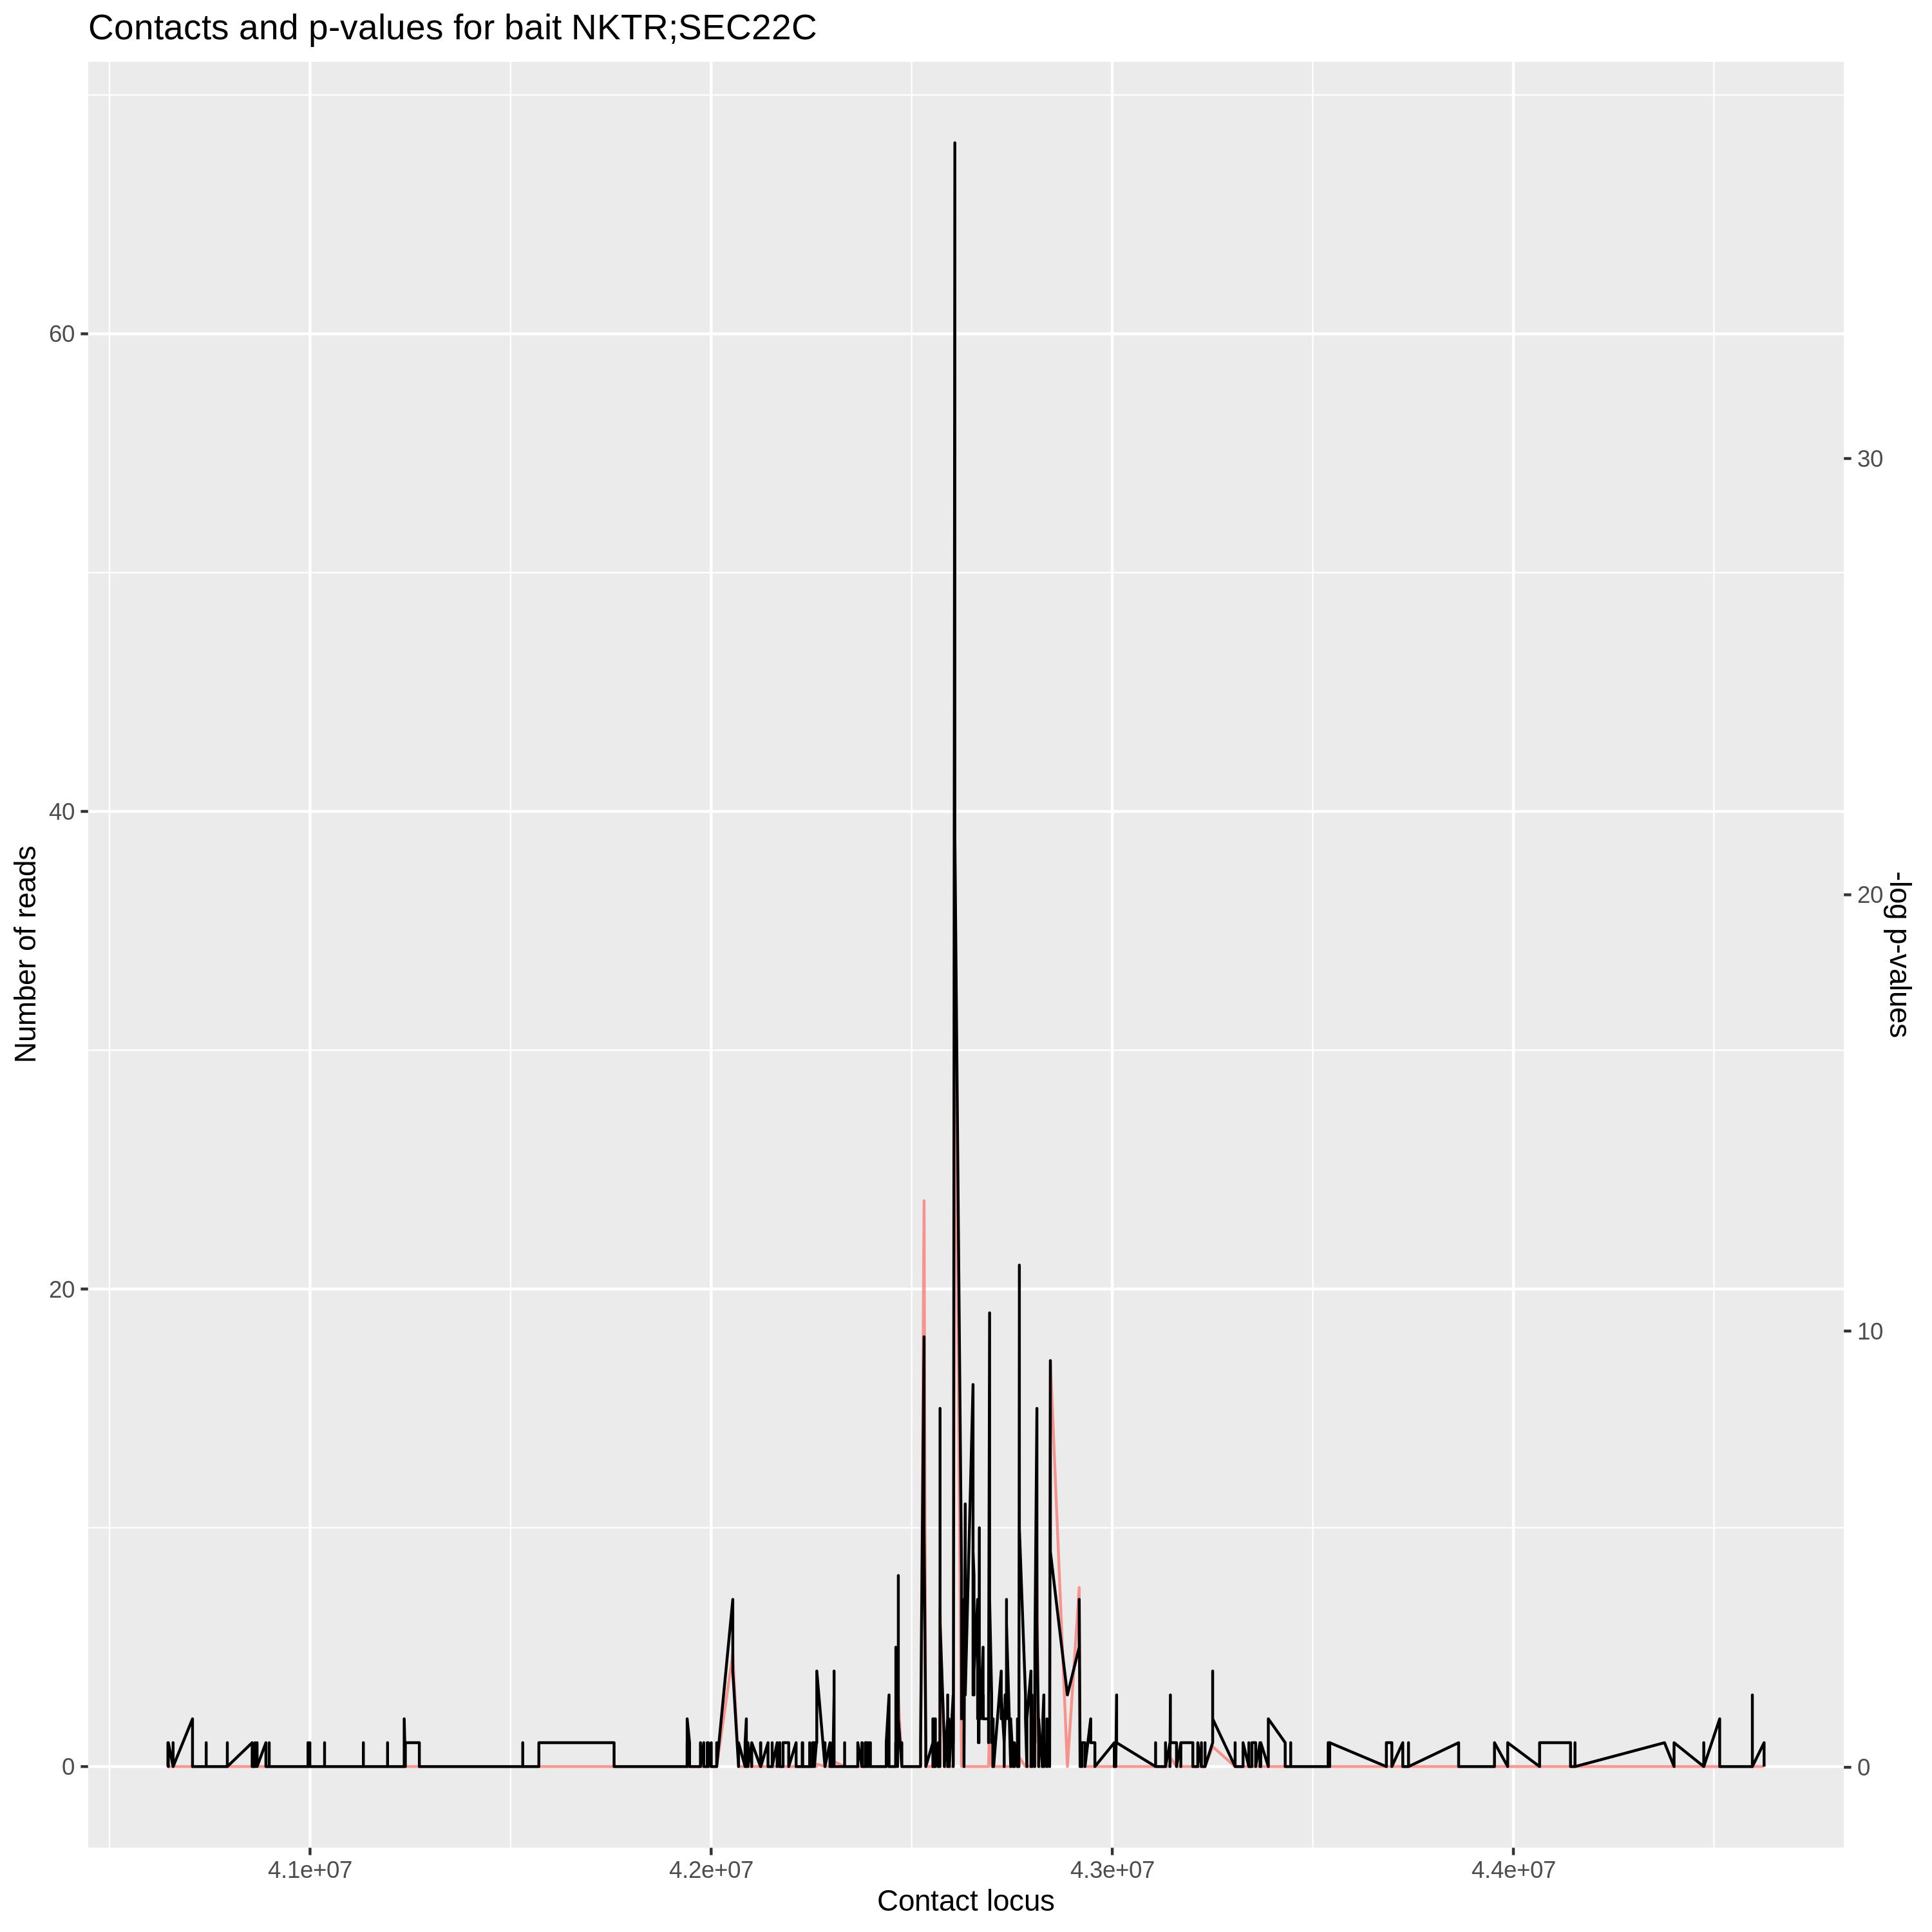 Contacts and p-values for bait NKTR;SEC22C
60
40
20
0
Number of reads
30
20
10
0
-log p-values
4.1e+07
4.2e+07
4.3e+07
4.4e+07
Contact locus